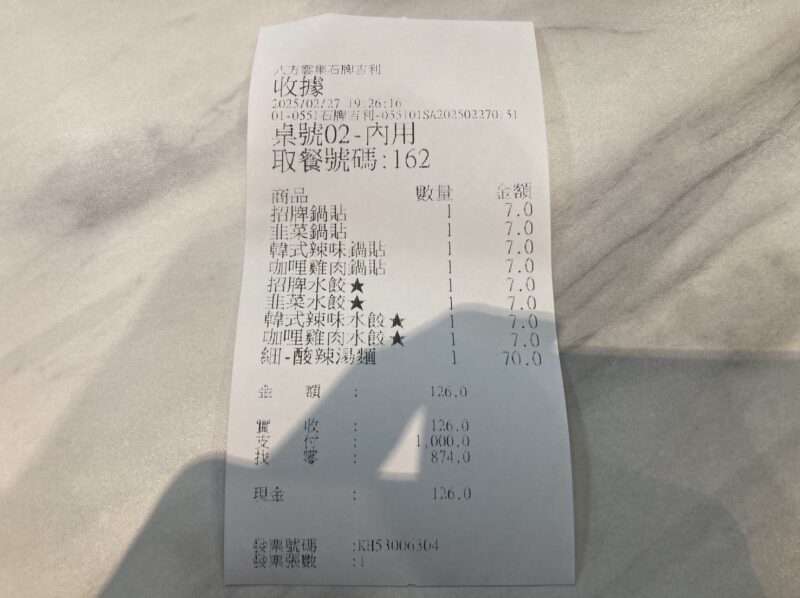 八方雲集石牌吉利
收據
2025/02/27 19:26:16
01-0551石牌吉利-055101SA202502270151
桌號02-內用
取餐號碼:162
商品 數量 金額
招牌鍋貼 1 7.0
韭菜鍋貼 1 7.0
韓式辣味鍋貼 1 7.0
咖哩雞肉鍋貼 1 7.0
招牌水餃★ 1 7.0
韭菜水餃★ 1 7.0
韓式辣味水餃★ 1 7.0
咖哩雞肉水餃★ 1 7.0
細-酸辣湯麵 1 70.0
金額: 126.0
實收: 126.0
支付: 1,000.0
找零: 874.0
現金: 126.0
發票號碼:KH53006304
發票張數:1